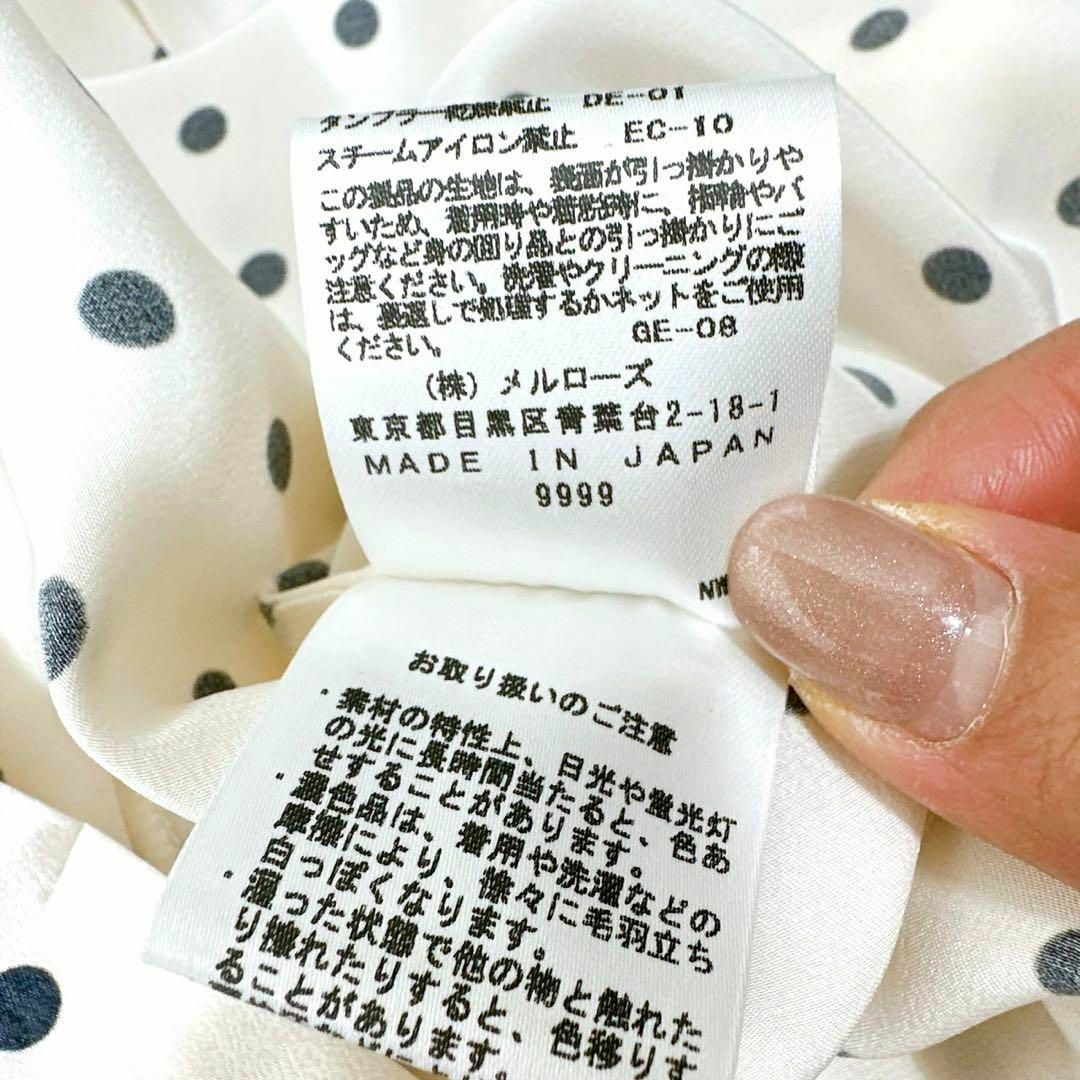 タンブラー乾燥禁止 DE-01
スチームアイロン禁止 EC-10
この製品の生地は、表面が引っ掛かりや
すいため、着用時や着脱時に、指輪やバ
ッグなど身の回り品との引っ掛かりにご
注意ください。洗濯やクリーニングの際
は、裏返しで処理するかネットをご使用
ください。 GE-08
(株) メルローズ
東京都目黒区青葉台2-18-1
MADE IN JAPAN
9999
お取り扱いのご注意
・素材の特性上、日光や蛍光灯
の光に長時間当たると、色あ
せすることがあります。
・濃色品は、着用や洗濯などの
摩擦により、徐々に毛羽立ち
白っぽくなります。
・湿った状態で他の物と触れた
り擦れたりすると、色移りす
ることがあります。